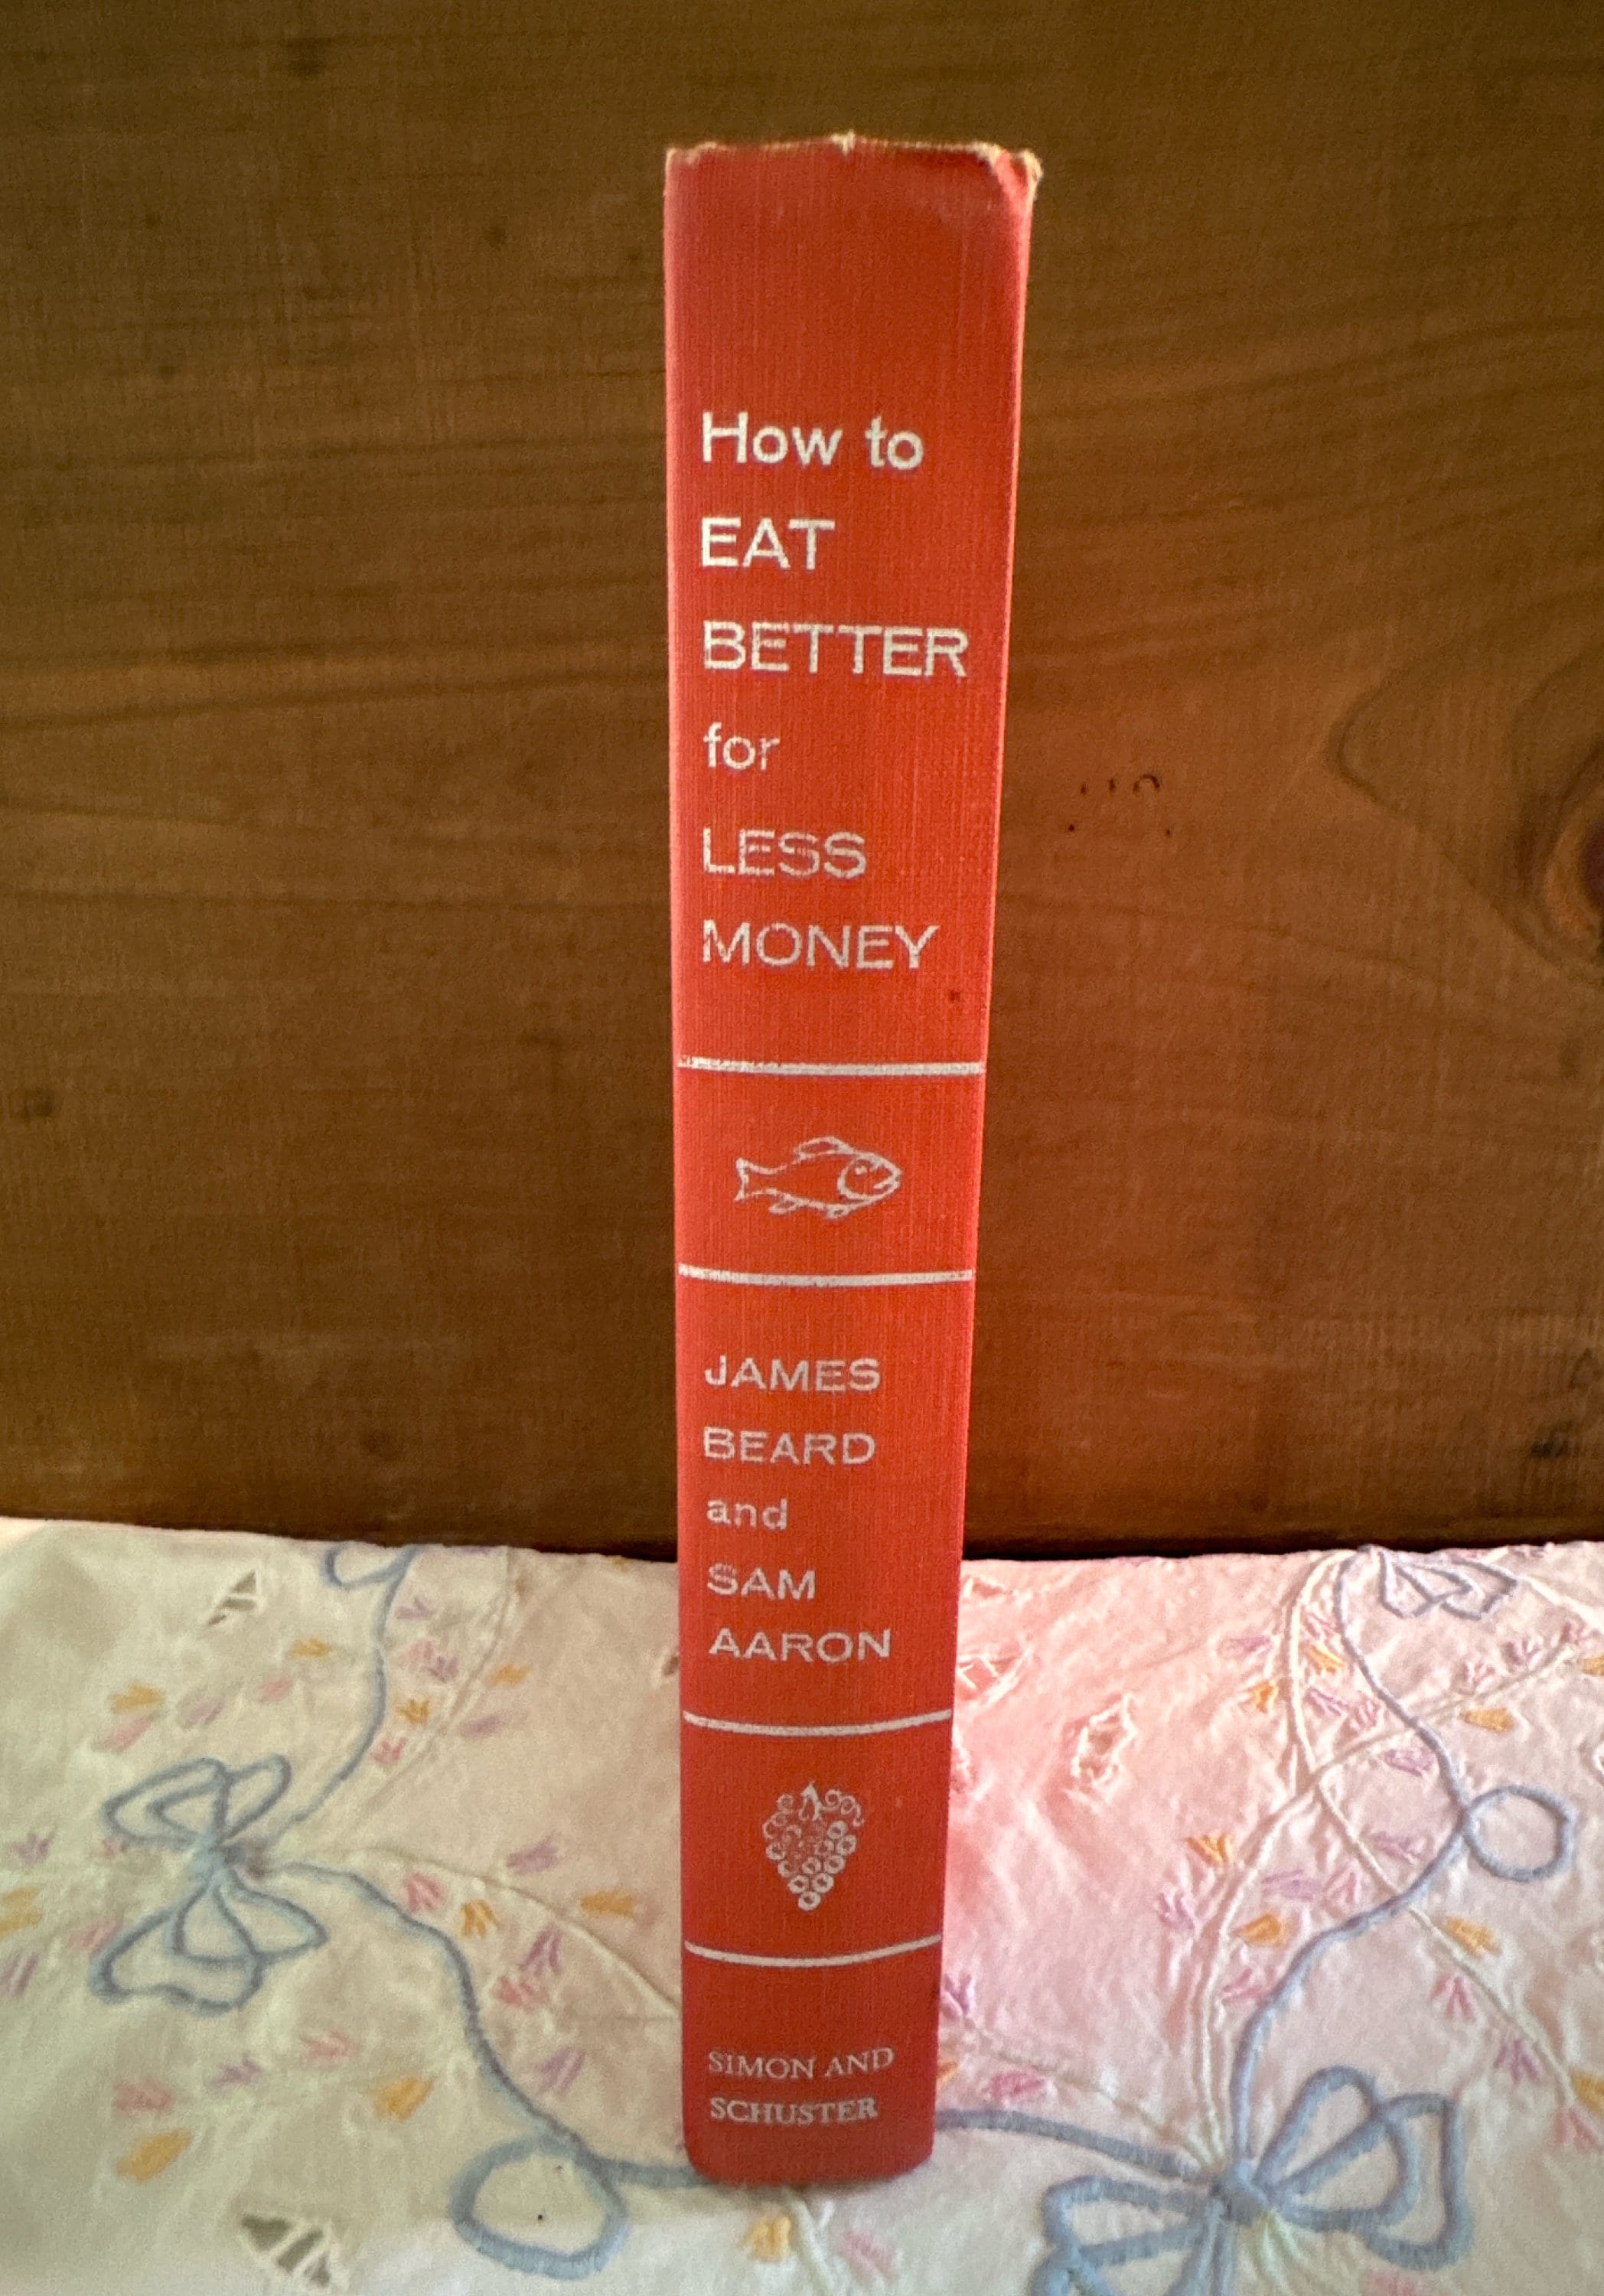 How to
EAT
BETTER
for
LESS
MONEY
JAMES
BEARD
and
SAM
AARON
SIMON AND
SCHUSTER